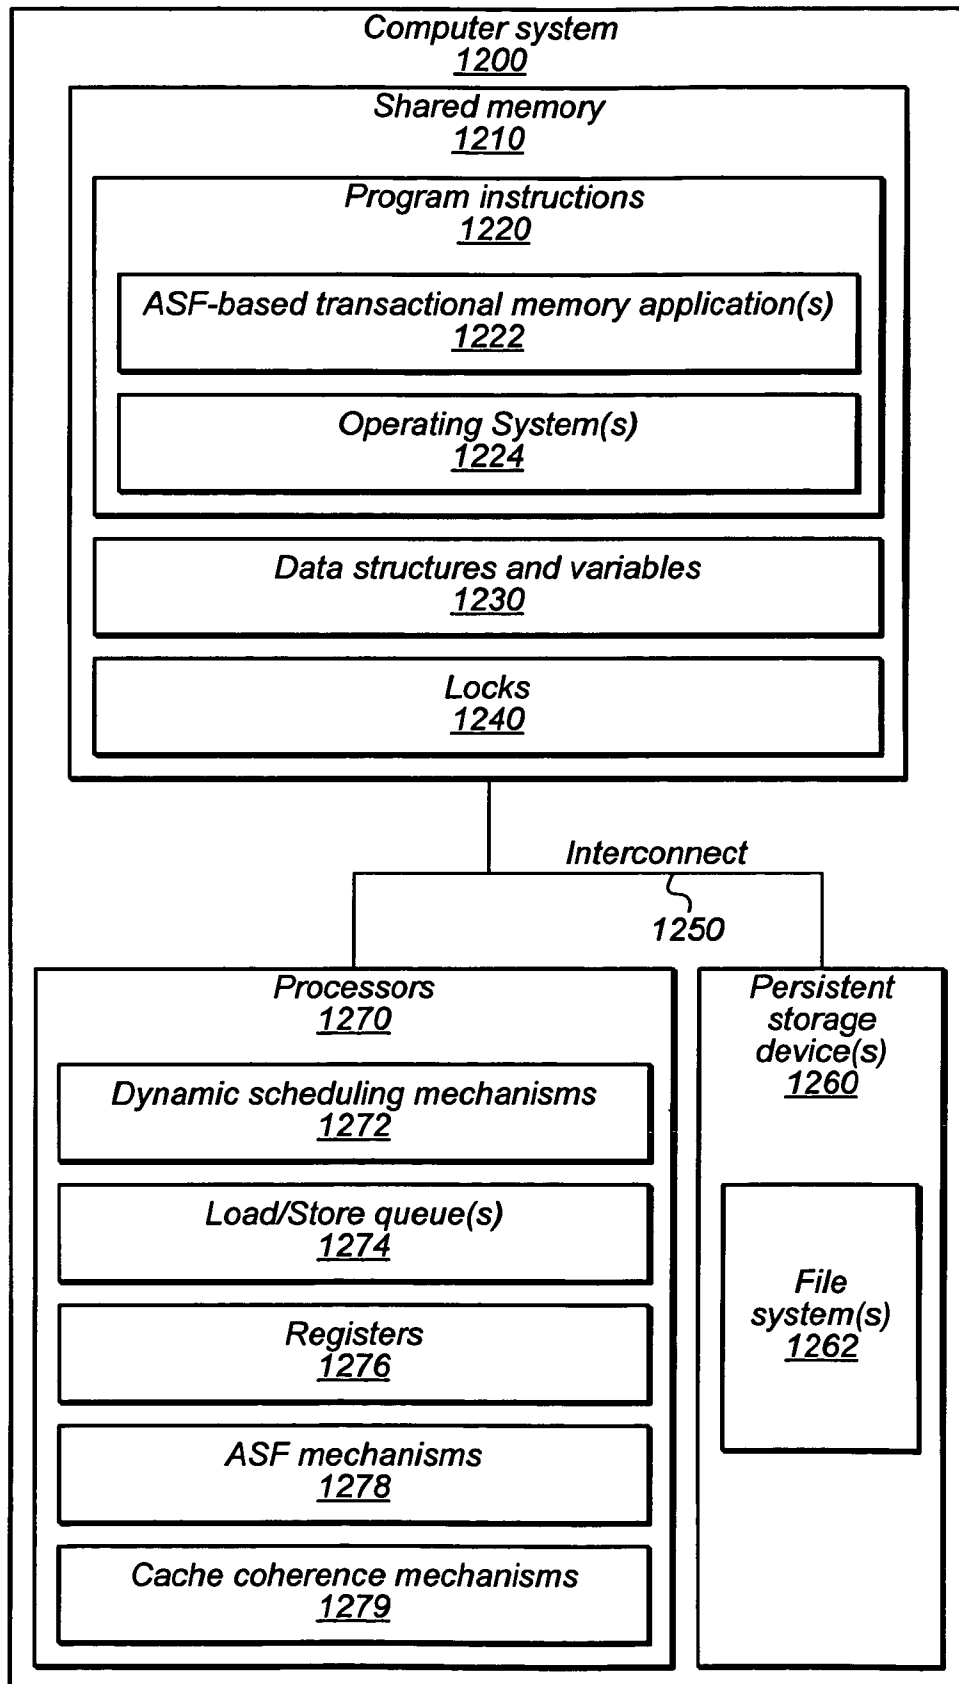 Computer system
1200
Shared memory
1210
Program instructions
1220
ASF-based transactional memory application(s)
1222
Operating System(s)
1224
Data structures and variables
1230
Locks
1240
Interconnect
1250
Processors
1270
Dynamic scheduling mechanisms
1272
Load/Store queue(s)
1274
Registers
1276
ASF mechanisms
1278
Cache coherence mechanisms
1279
Persistent
storage
device(s)
1260
File
system(s)
1262